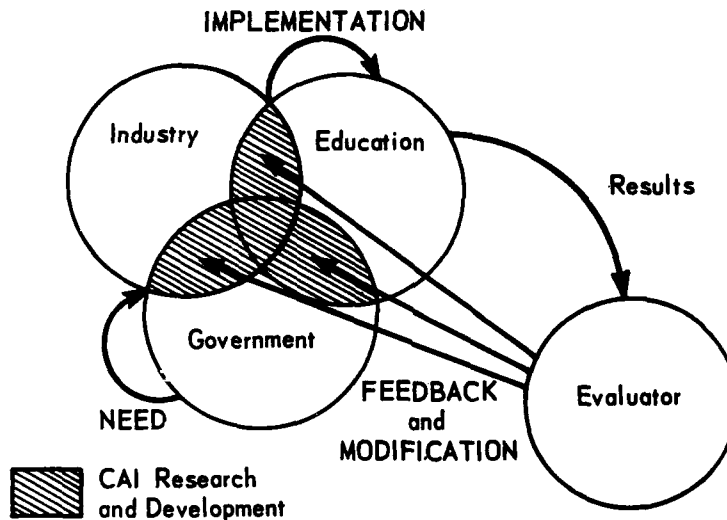 IMPLEMENTATION
Industry
Education
Results
Government
Evaluator
NEED
FEEDBACK
and
MODIFICATION
CAI Research
and Development